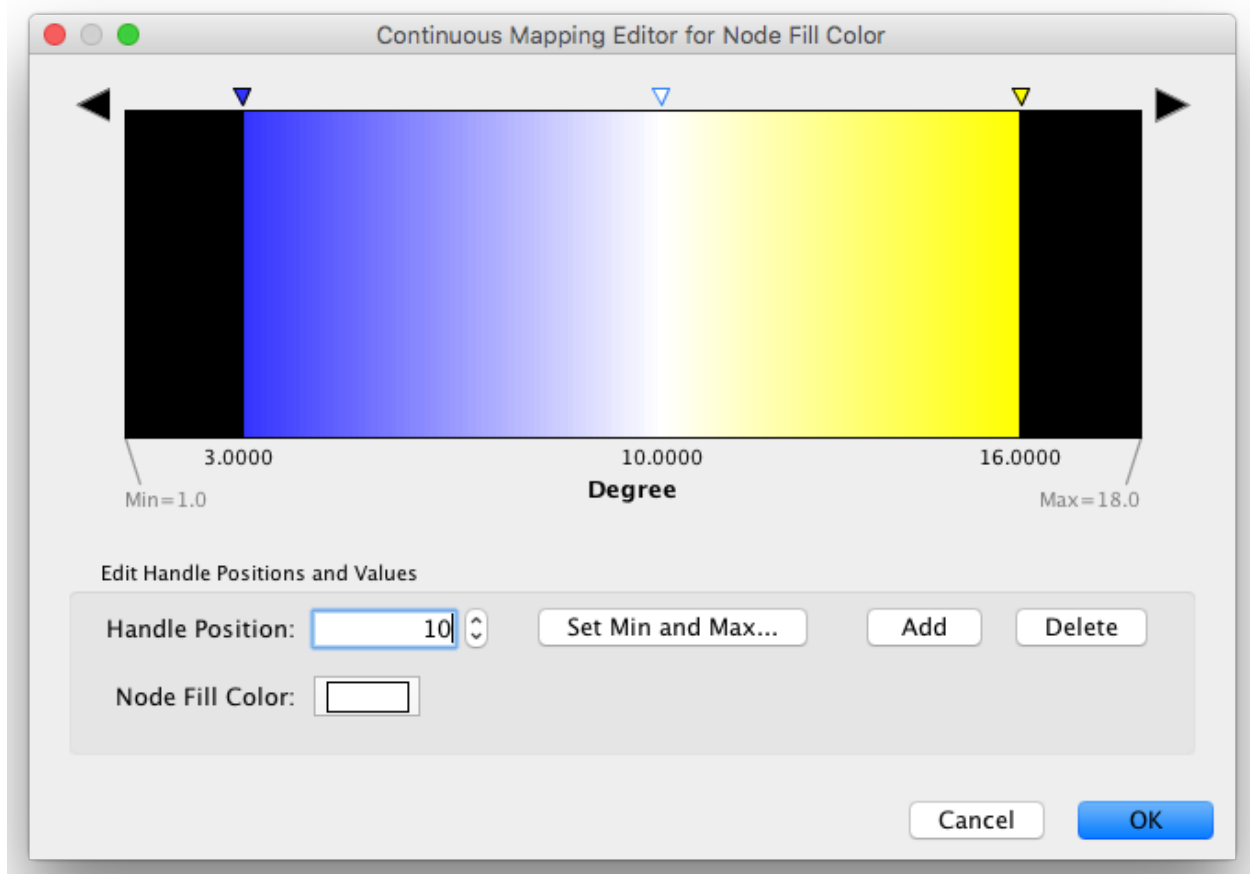 Continuous Mapping Editor for Node Fill Color
3.0000 10.0000 16.0000
Degree
Min=1.0 Max=18.0
Edit Handle Positions and Values
Handle Position: 10 Set Min and Max... Add Delete
Node Fill Color:
Cancel OK